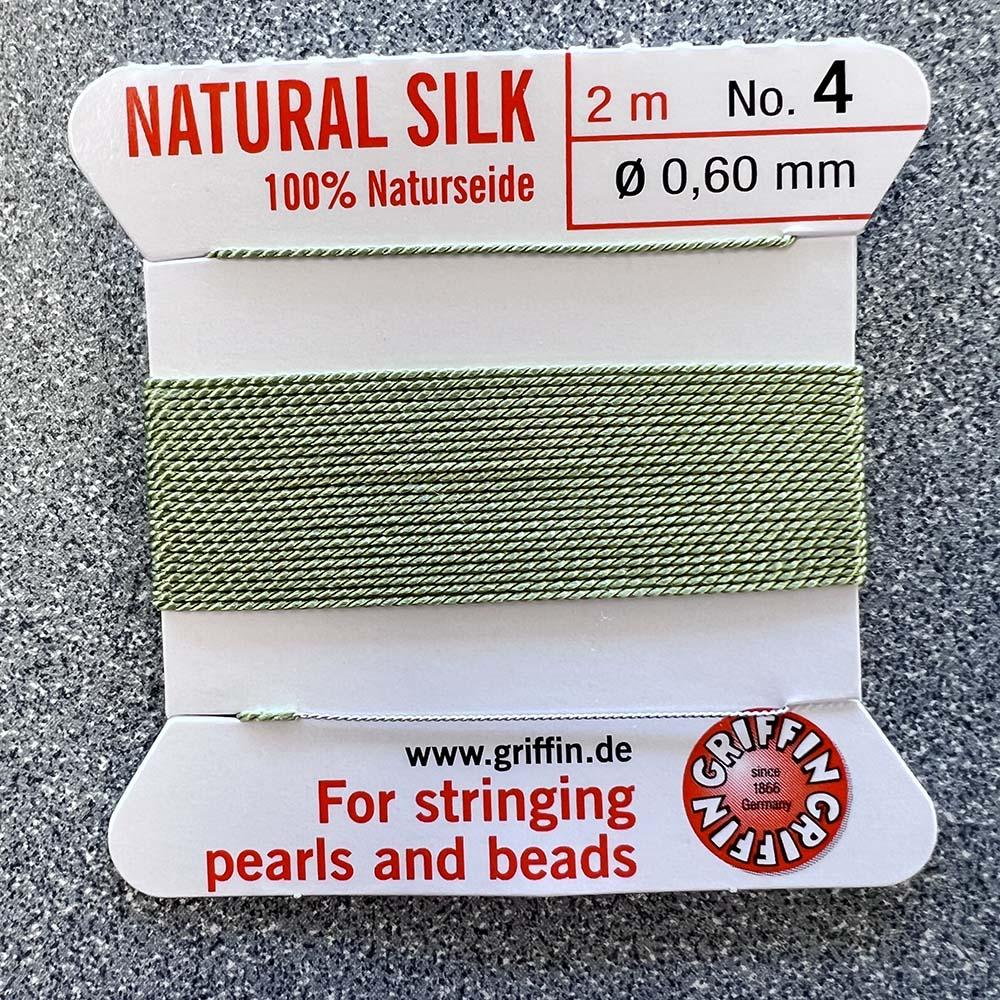 NATURAL SILK
100% Naturseide
2 m No. 4
Ø 0,60 mm
www.griffin.de
For stringing
pearls and beads
GRIFFIN GRIFFIN
since
1866
Germany